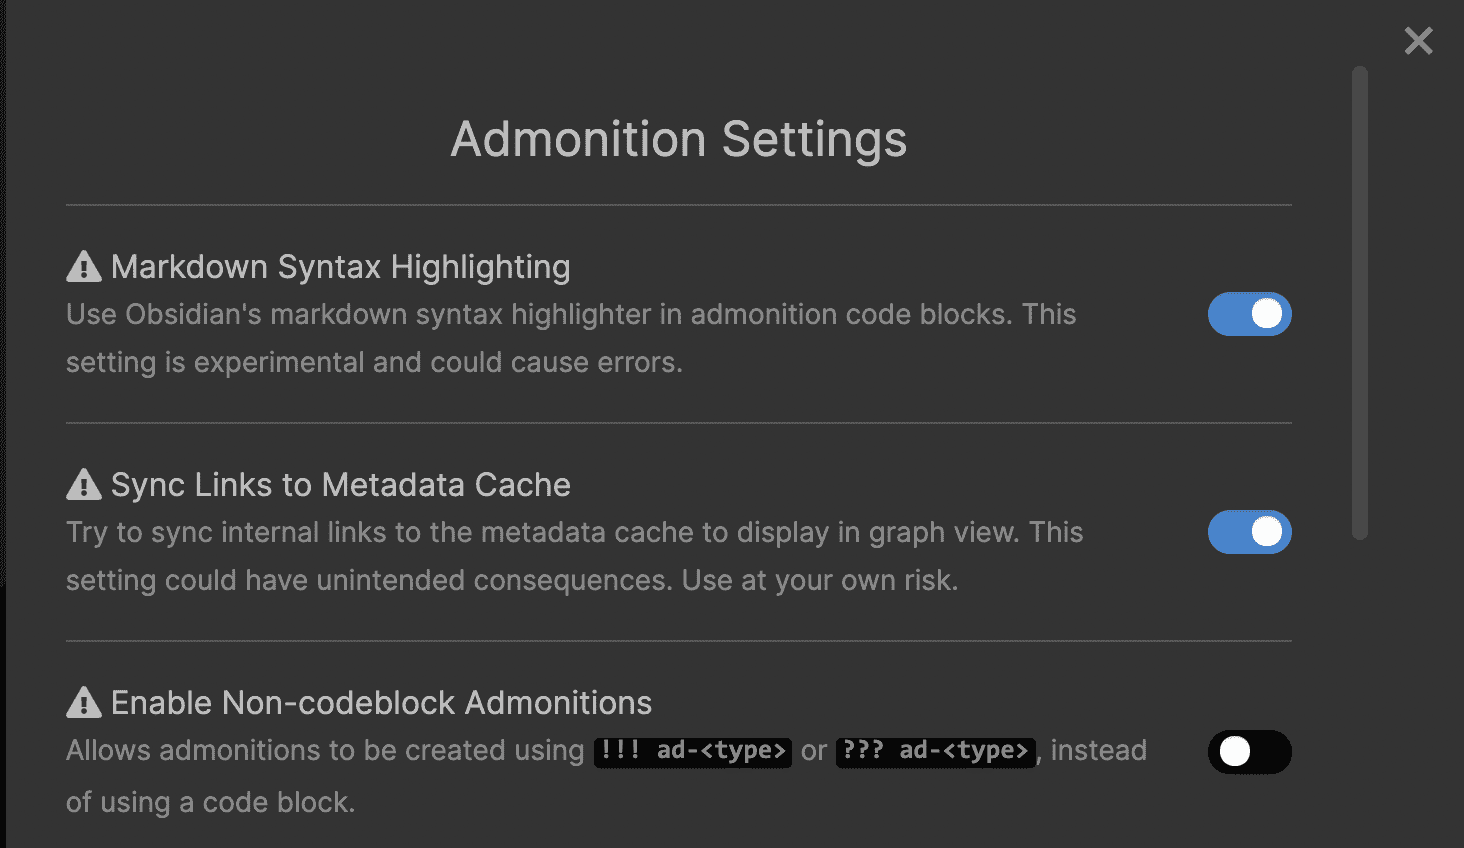 Admonition Settings
Markdown Syntax Highlighting
Use Obsidian's markdown syntax highlighter in admonition code blocks. This
setting is experimental and could cause errors.
Sync Links to Metadata Cache
Try to sync internal links to the metadata cache to display in graph view. This
setting could have unintended consequences. Use at your own risk.
Enable Non-codeblock Admonitions
Allows admonitions to be created using !!! ad-<type> or ??? ad-<type>, instead
of using a code block.